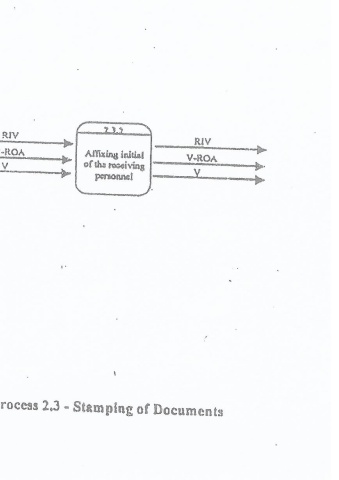 2.3.2
RIV
-ROA
V
Affixing initial
of the receiving
personnel
RIV
V-ROA
V
rocess 2.3 - Stamping of Documents